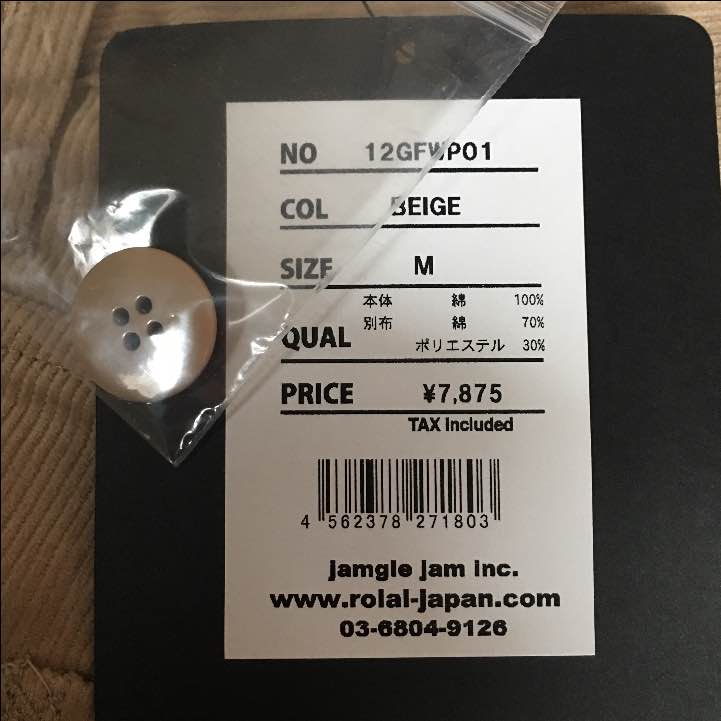 NO 12GFWP01
COL BEIGE
SIZE M
本体 綿 100%
別布 綿 70%
QUAL ポリエステル 30%
PRICE ¥7,875
TAX Included
4 562378 271803
jamgle jam inc.
www.rolal-japan.com
03-6804-9126